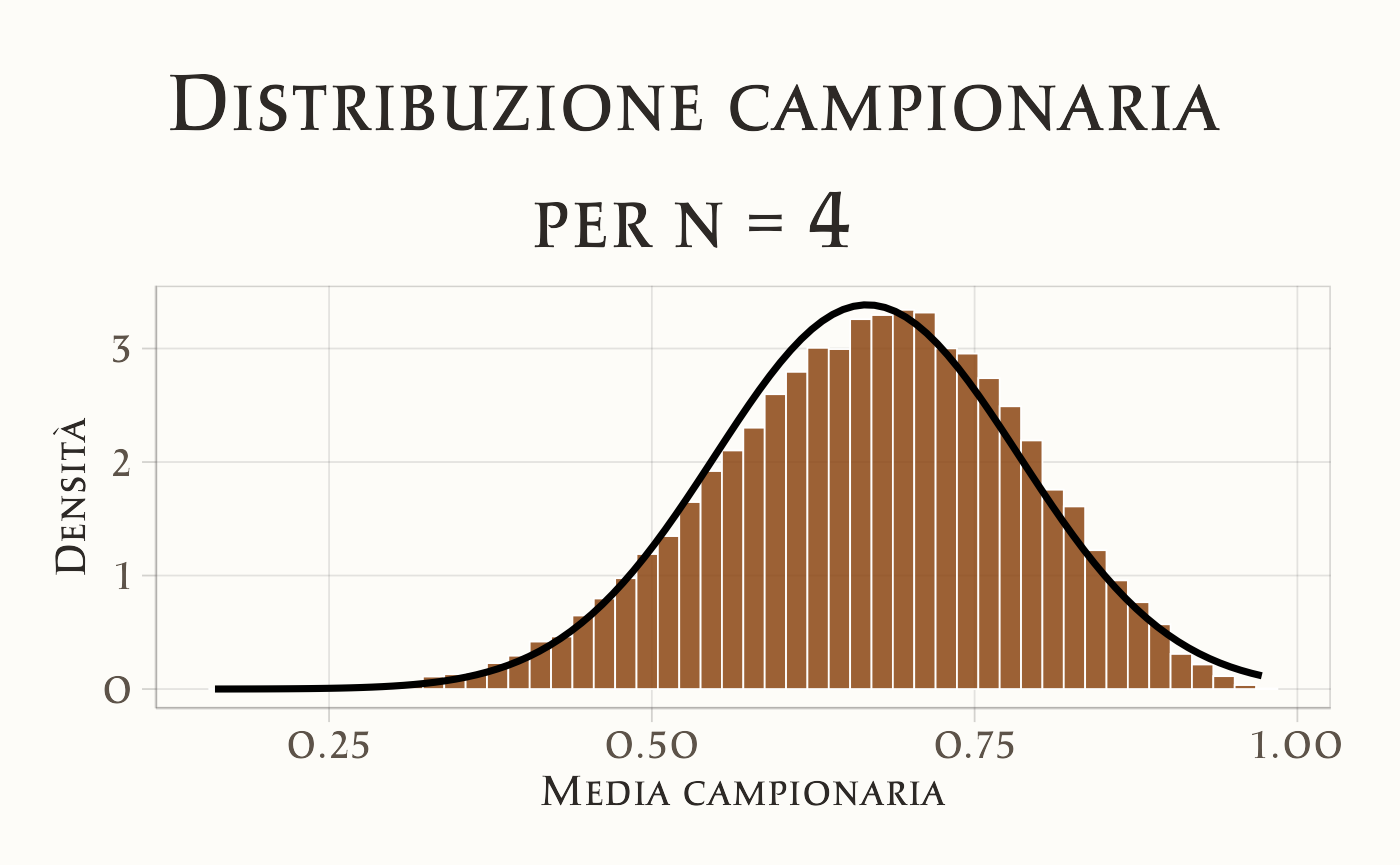 Distribuzione campionaria
per n = 4
Densità
3
2
1
0
0.25 0.50 0.75 1.00
Media campionaria